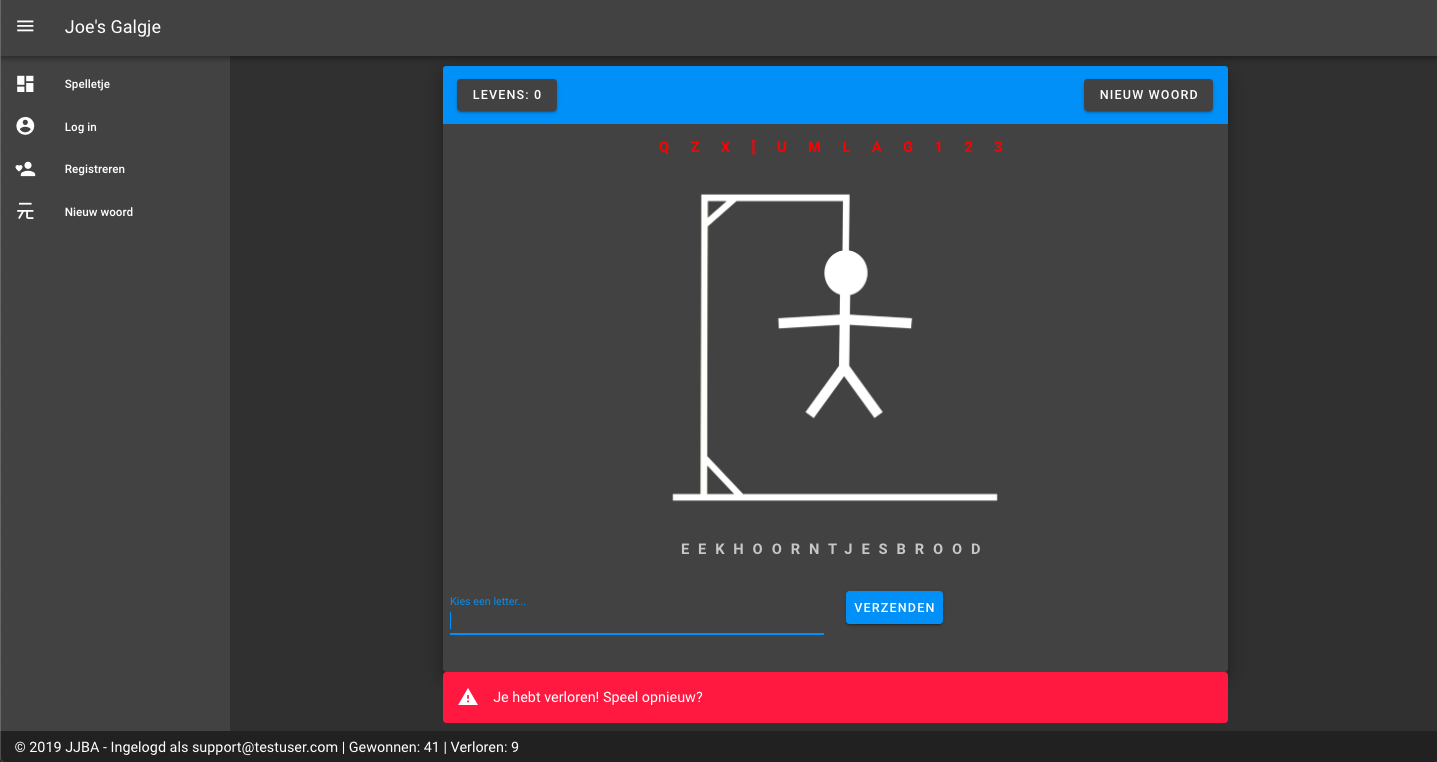 Joe's Galgje
Spelletje
Log in
Registreren
Nieuw woord
LEVENS: 0
NIEUW WOORD
Q Z X [ U M L A G 1 2 3
E E K H O O R N T J E S B R O O D
Kies een letter...
VERZENDEN
Je hebt verloren! Speel opnieuw?
© 2019 JJBA - Ingelogd als support@testuser.com | Gewonnen: 41 | Verloren: 9